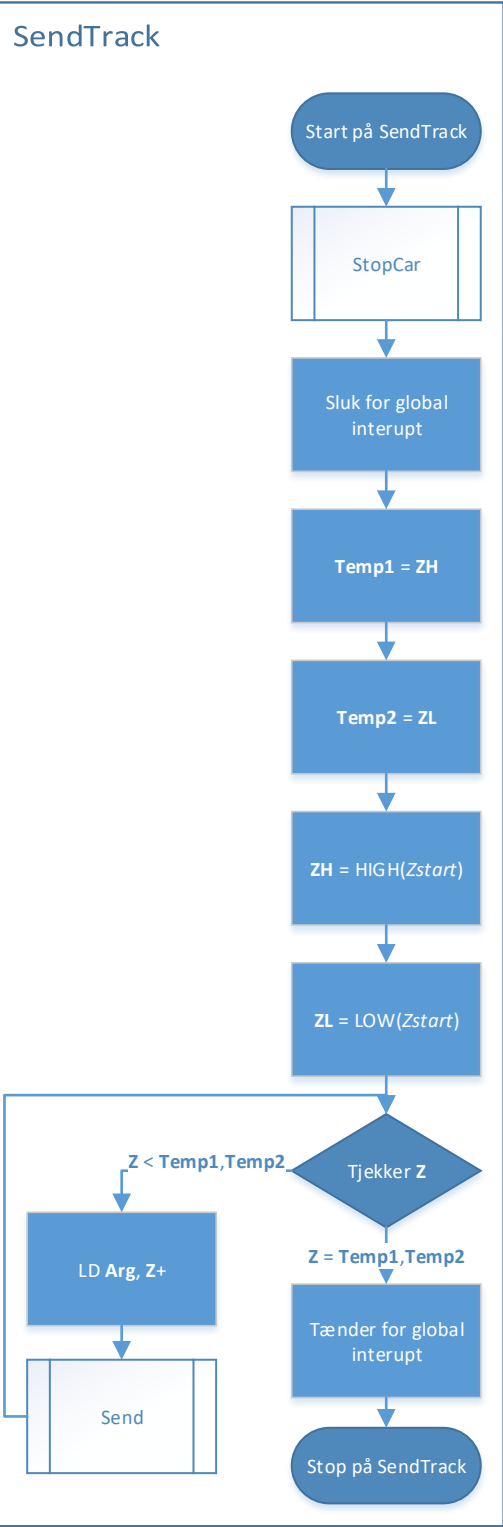 SendTrack
Start på SendTrack
StopCar
Sluk for global
interupt
Temp1 = ZH
Temp2 = ZL
ZH = HIGH(Zstart)
ZL = LOW(Zstart)
Tjekker Z
Z < Temp1,Temp2
LD Arg, Z+
Send
Z = Temp1,Temp2
Tænder for global
interupt
Stop på SendTrack